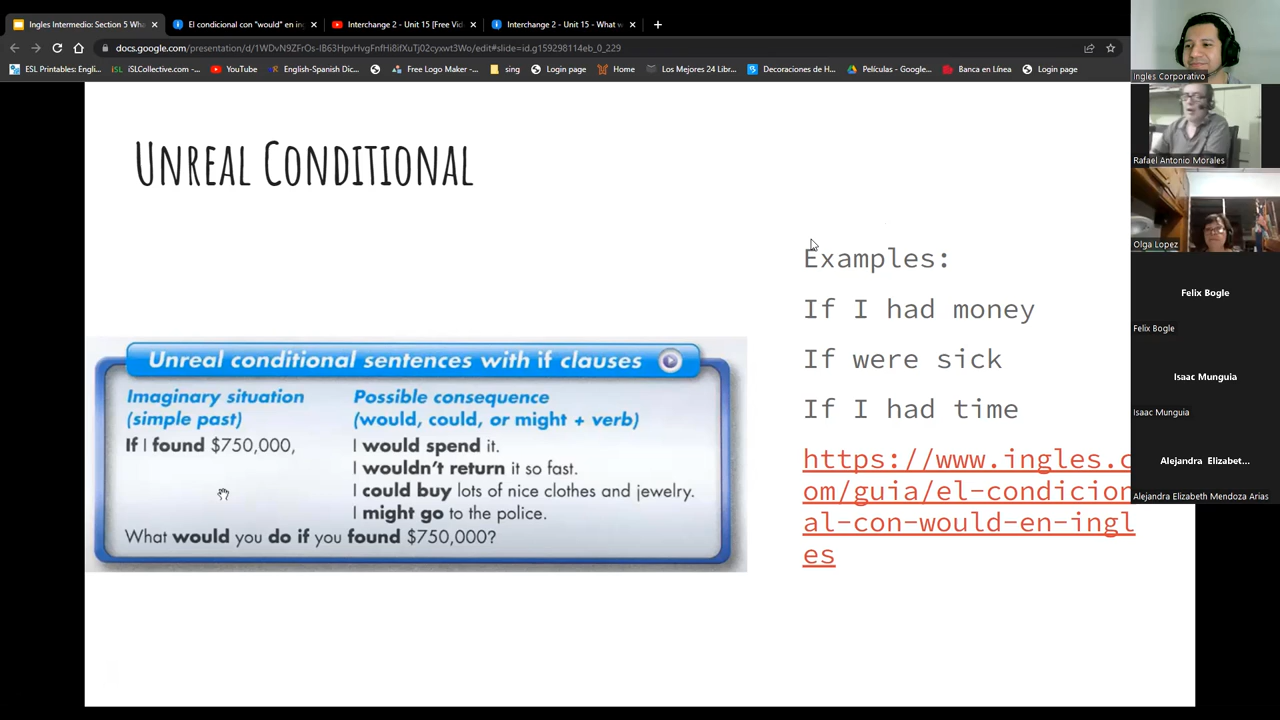 Ingles Intermedio: Section 5 Wha
El condicional con "would" en in
Interchange 2 - Unit 15 [Free Vid
Interchange 2 - Unit 15 - What w
docs.google.com/presentation/d/1WDvN9ZFrOs-IB63HpvHvgFnfHi8ifXuTj02cyxwt3Wo/edit#slide=id.g159298114eb_0_229
ESL Printables: Engli...
iSLCollective.com -...
YouTube
English-Spanish Dic...
Free Logo Maker -...
sing
Login page
Home
Los Mejores 24 Libr...
Decoraciones de H...
Películas - Google...
Banca en Línea
Login page
Unreal Conditional
Unreal conditional sentences with if clauses
Imaginary situation
(simple past)
If I found $750,000,
Possible consequence
(would, could, or might + verb)
I would spend it.
I wouldn't return it so fast.
I could buy lots of nice clothes and jewelry.
I might go to the police.
What would you do if you found $750,000?
Examples:
If I had money
If were sick
If I had time
https://www.ingles.c
om/guia/el-condicion
al-con-would-en-ingl
es
Ingles Corporativo
Rafael Antonio Morales
Olga Lopez
Felix Bogle
Felix Bogle
Isaac Munguia
Isaac Munguia
Alejandra Elizabet...
Alejandra Elizabeth Mendoza Arias